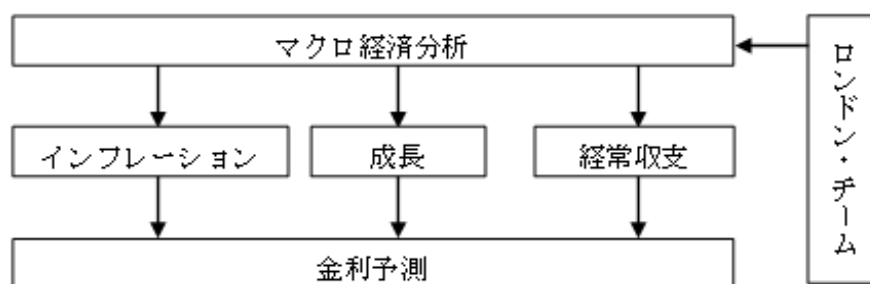 マクロ経済分析
インフレーション
成長
経常収支
金利予測
ロンドン・チーム